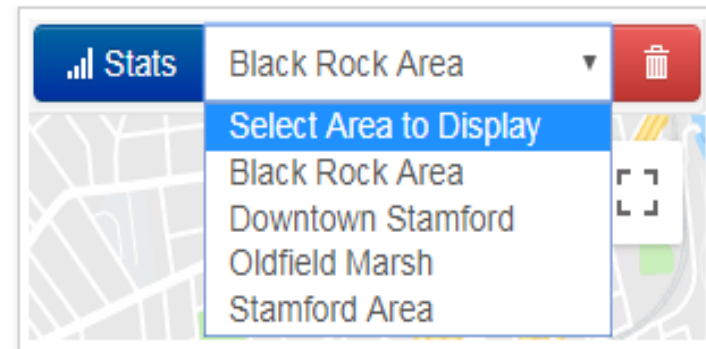 Stats
Black Rock Area
Select Area to Display
Black Rock Area
Downtown Stamford
Oldfield Marsh
Stamford Area